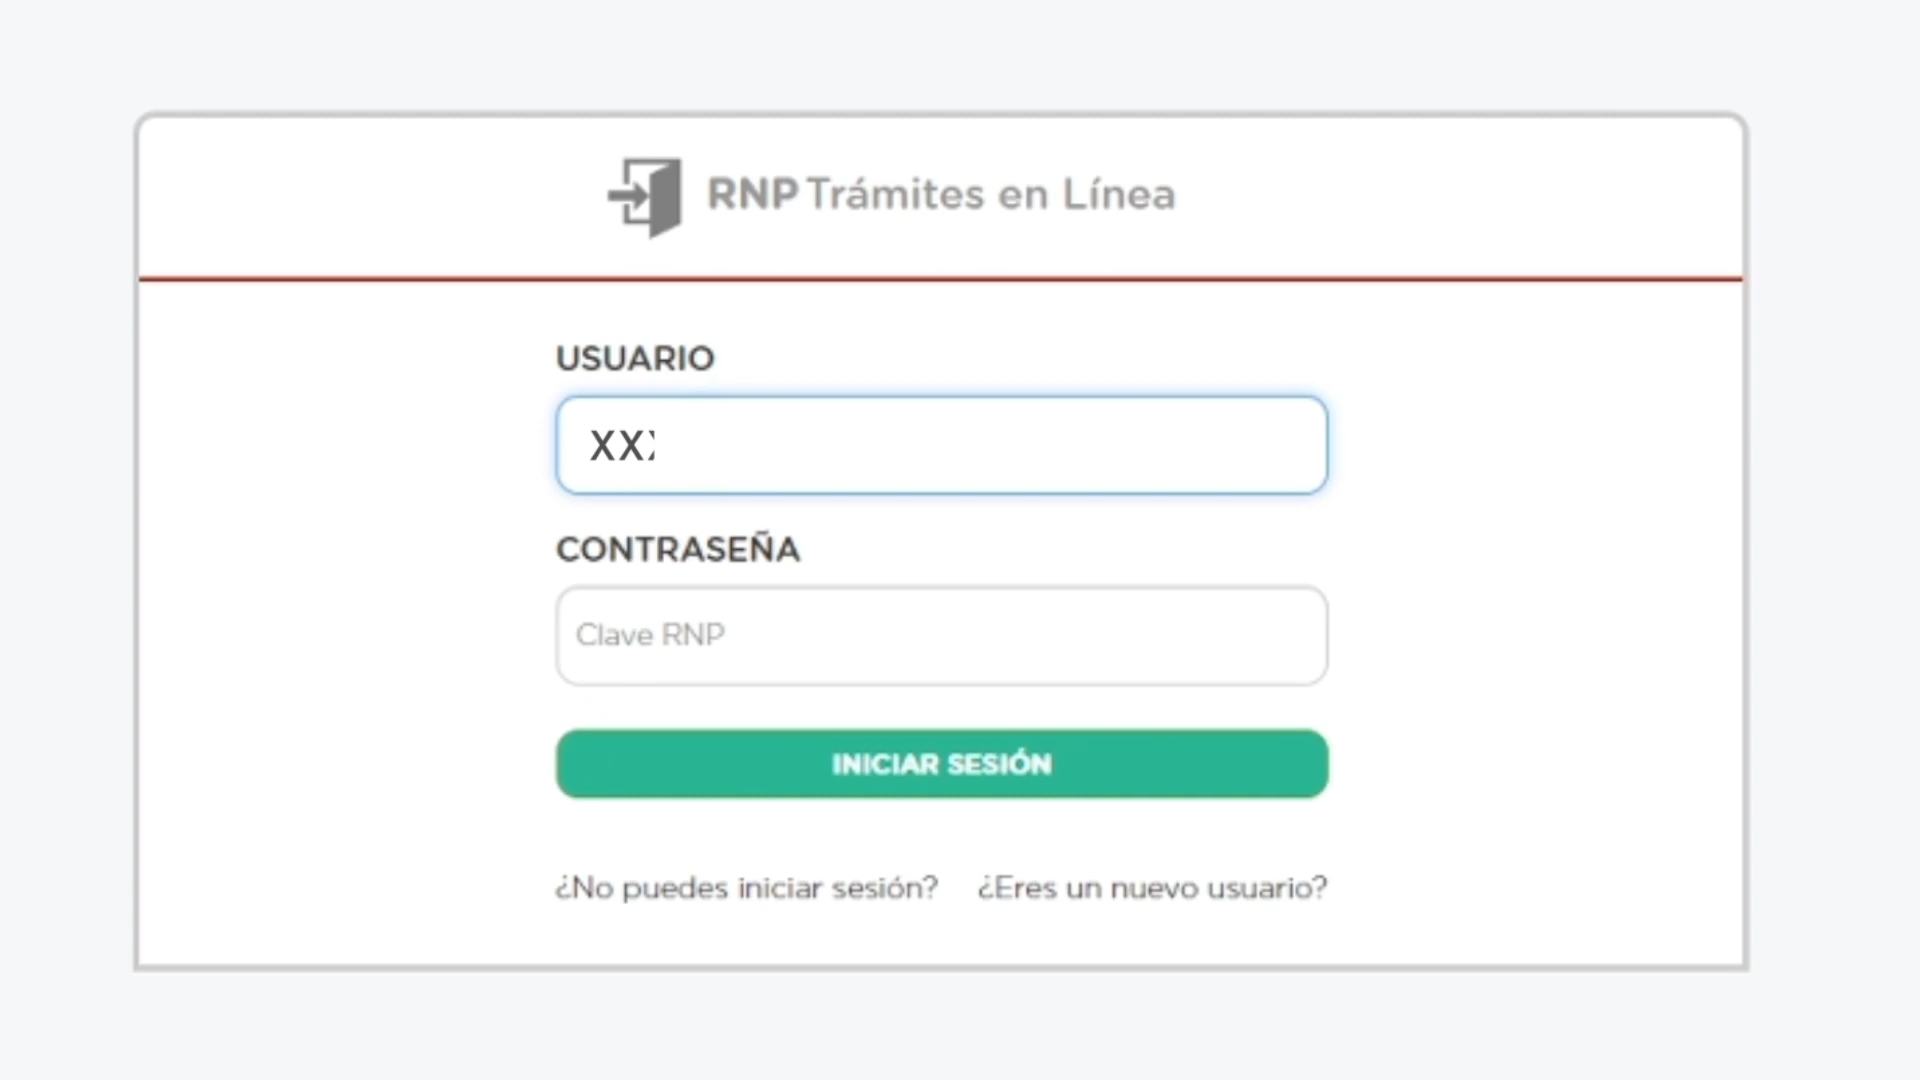 RNP Trámites en Línea
USUARIO
XX
CONTRASEÑA
Clave RNP
INICIAR SESIÓN
¿No puedes iniciar sesión? ¿Eres un nuevo usuario?